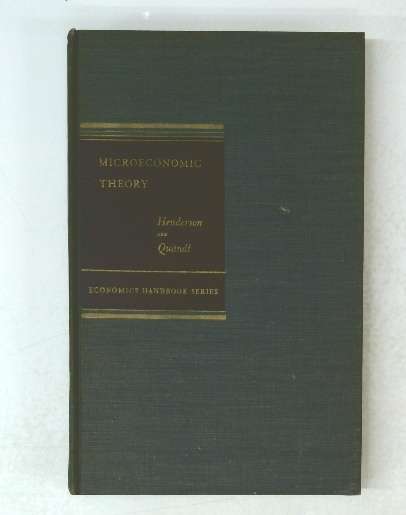 MICROECONOMIC
THEORY
Henderson
AND
Quandt
ECONOMICS HANDBOOK SERIES